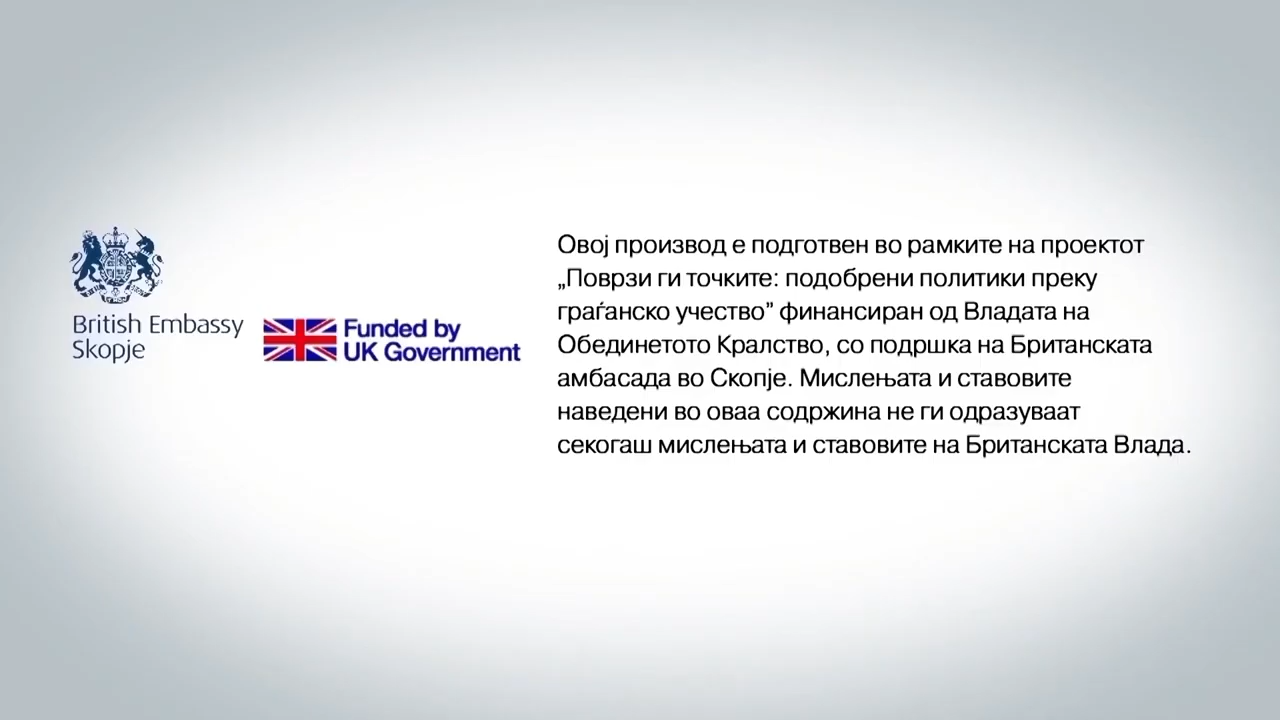 British Embassy
Skopje
Funded by
UK Government
Овој производ е подготвен во рамките на проектот
„Поврзи ги точките: подобрени политики преку
граѓанско учество” финансиран од Владата на
Обединетото Кралство, со подршка на Британската
амбасада во Скопје. Мислењата и ставовите
наведени во оваа содржина не ги одразуваат
секогаш мислењата и ставовите на Британската Влада.